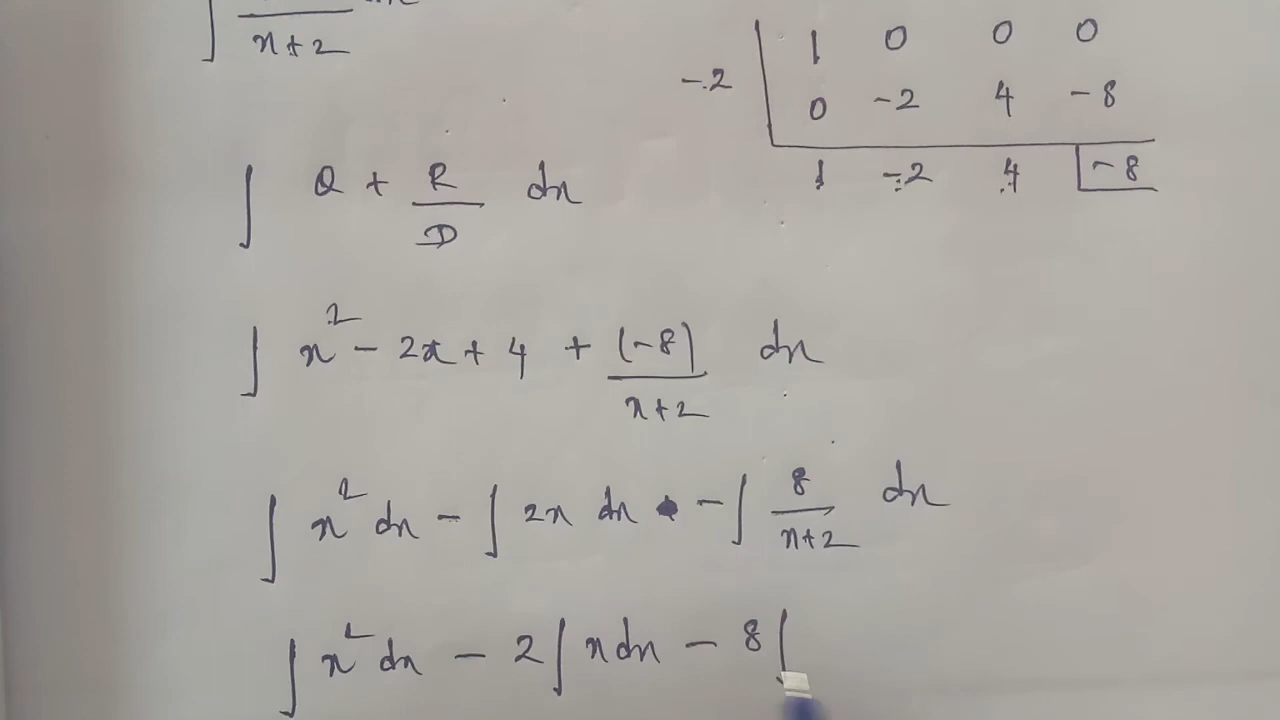 ∫ ―― dx
x+2
-2 | 1 0 0 0
0 -2 4 -8
1 -2 4 -8
∫ Q + R/D dx
∫ x² - 2x + 4 + (-8)/x+2 dx
∫ x² dx - ∫ 2x dx - ∫ 8/x+2 dx
∫ x² dx - 2 ∫ x dx - 8 ∫